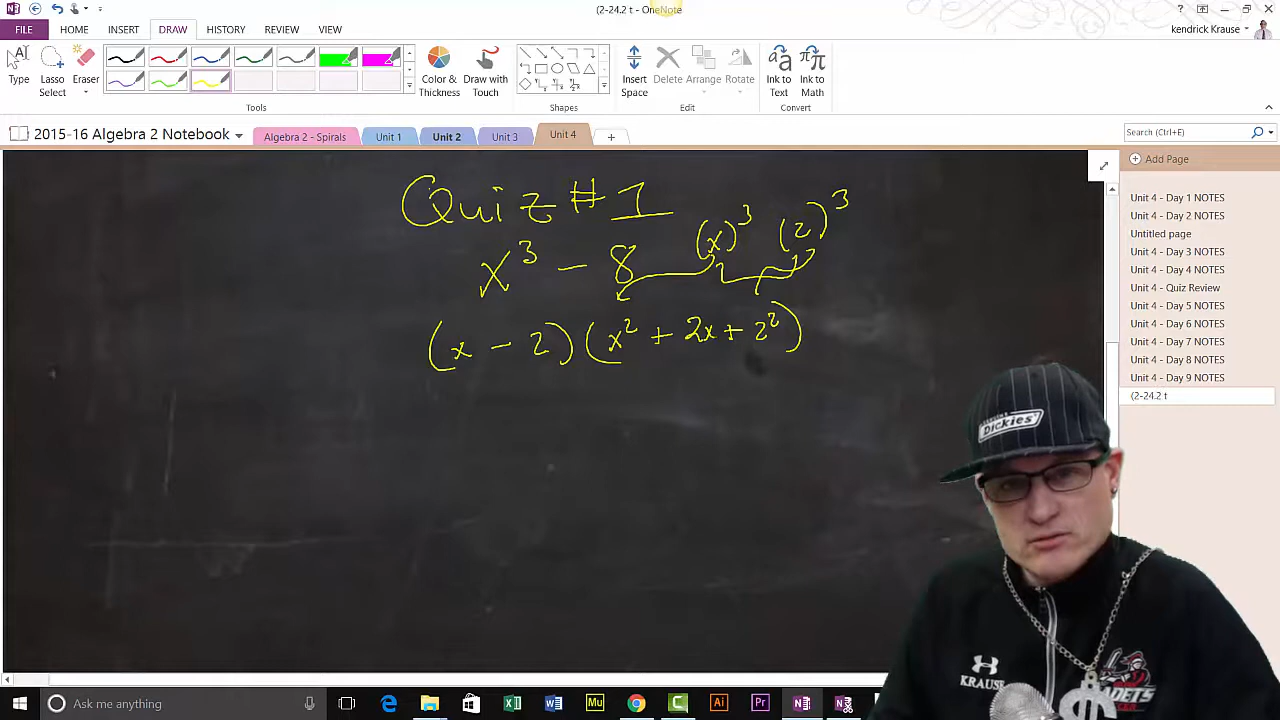 (2-24.2 t - OneNote
FILE HOME INSERT DRAW HISTORY REVIEW VIEW
kendrick Krause
Type
Lasso Select
Eraser
Color & Thickness
Draw with Touch
Insert Space
Delete
Arrange
Rotate
Ink to Text
Ink to Math
Tools Shapes Edit Convert
2015-16 Algebra 2 Notebook Algebra 2 - Spirals Unit 1 Unit 2 Unit 3 Unit 4
Search (Ctrl+E)
Add Page
Unit 4 - Day 1 NOTES
Unit 4 - Day 2 NOTES
Untitled page
Unit 4 - Day 3 NOTES
Unit 4 - Day 4 NOTES
Unit 4 - Quiz Review
Unit 4 - Day 5 NOTES
Unit 4 - Day 6 NOTES
Unit 4 - Day 7 NOTES
Unit 4 - Day 8 NOTES
Unit 4 - Day 9 NOTES
(2-24.2 t
Quiz #1
x³ - 8 (x)³ (2)³
(x - 2)(x² + 2x + 2²)
DICKIES
KRAUSE
Ask me anything
Mu
Ai
Pr